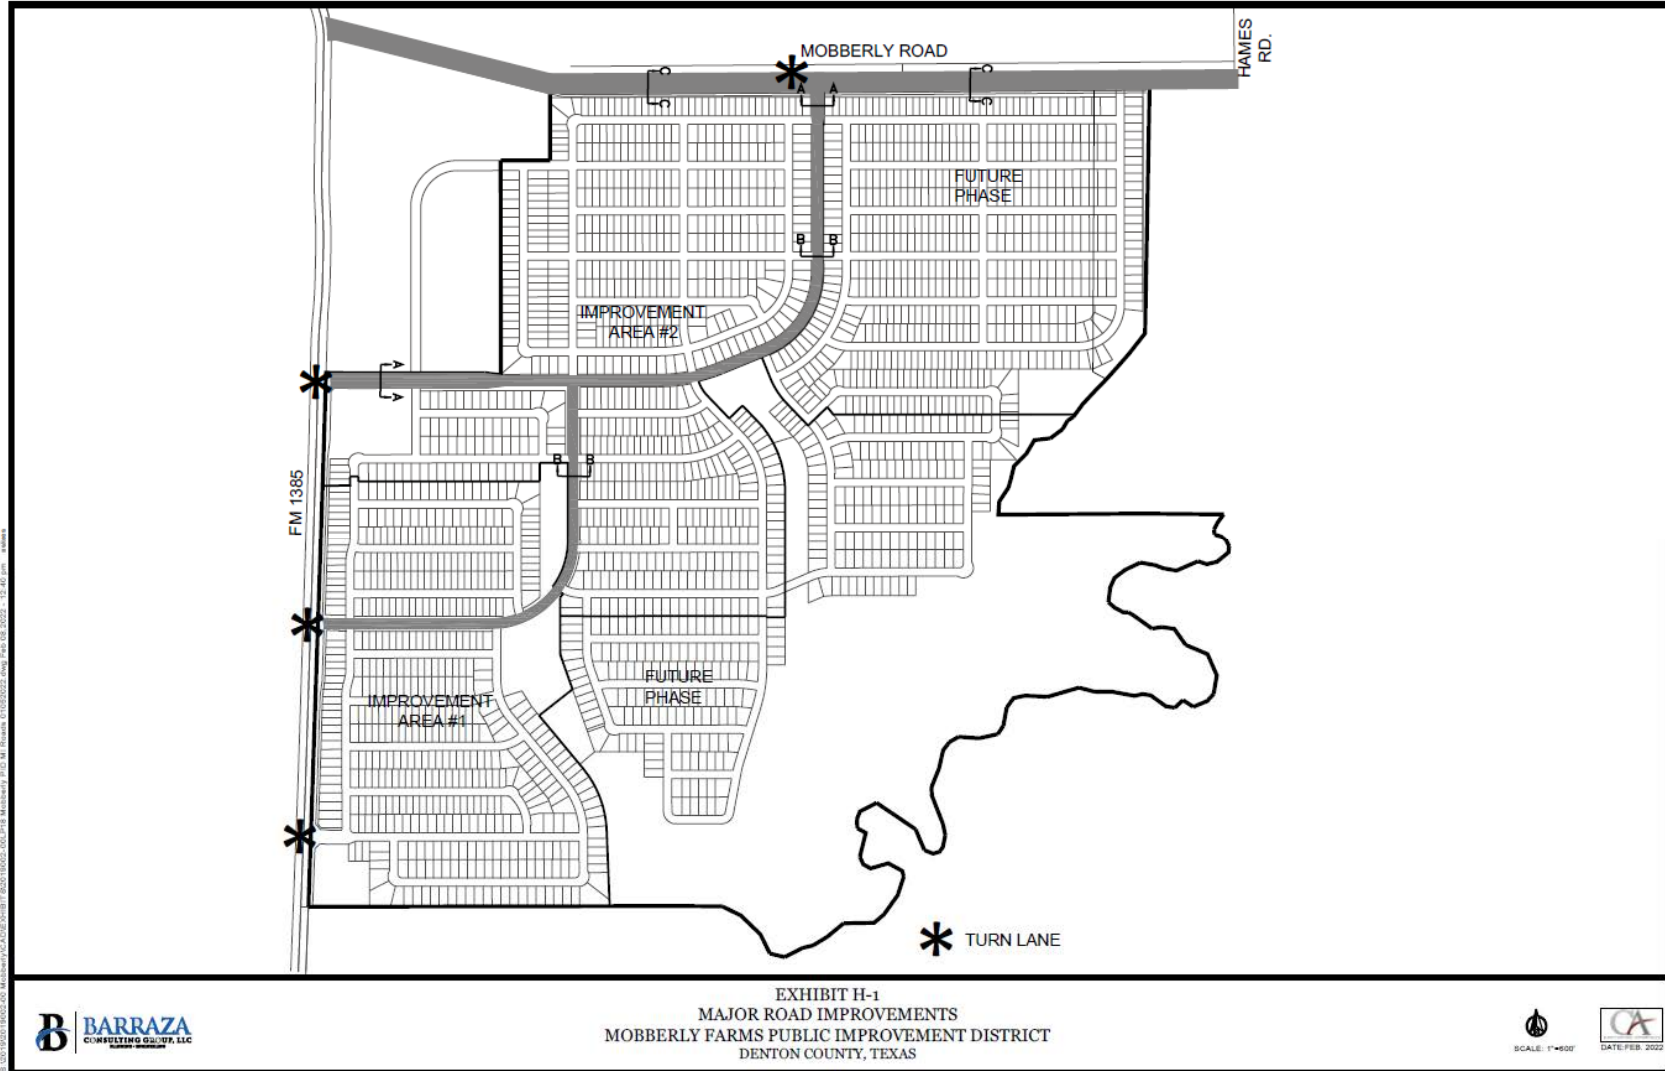 MOBBERLY ROAD
HAMES
RD.
C
C
C
C
A A
FUTURE
PHASE
B B
IMPROVEMENT
AREA #2
A
A
B B
FM 1385
FUTURE
PHASE
IMPROVEMENT
AREA #1
TURN LANE
EXHIBIT H-1
MAJOR ROAD IMPROVEMENTS
MOBBERLY FARMS PUBLIC IMPROVEMENT DISTRICT
DENTON COUNTY, TEXAS
B BARRAZA
CONSULTING GROUP, LLC
SCALE: 1"=600'
CA
DATE:FEB. 2022